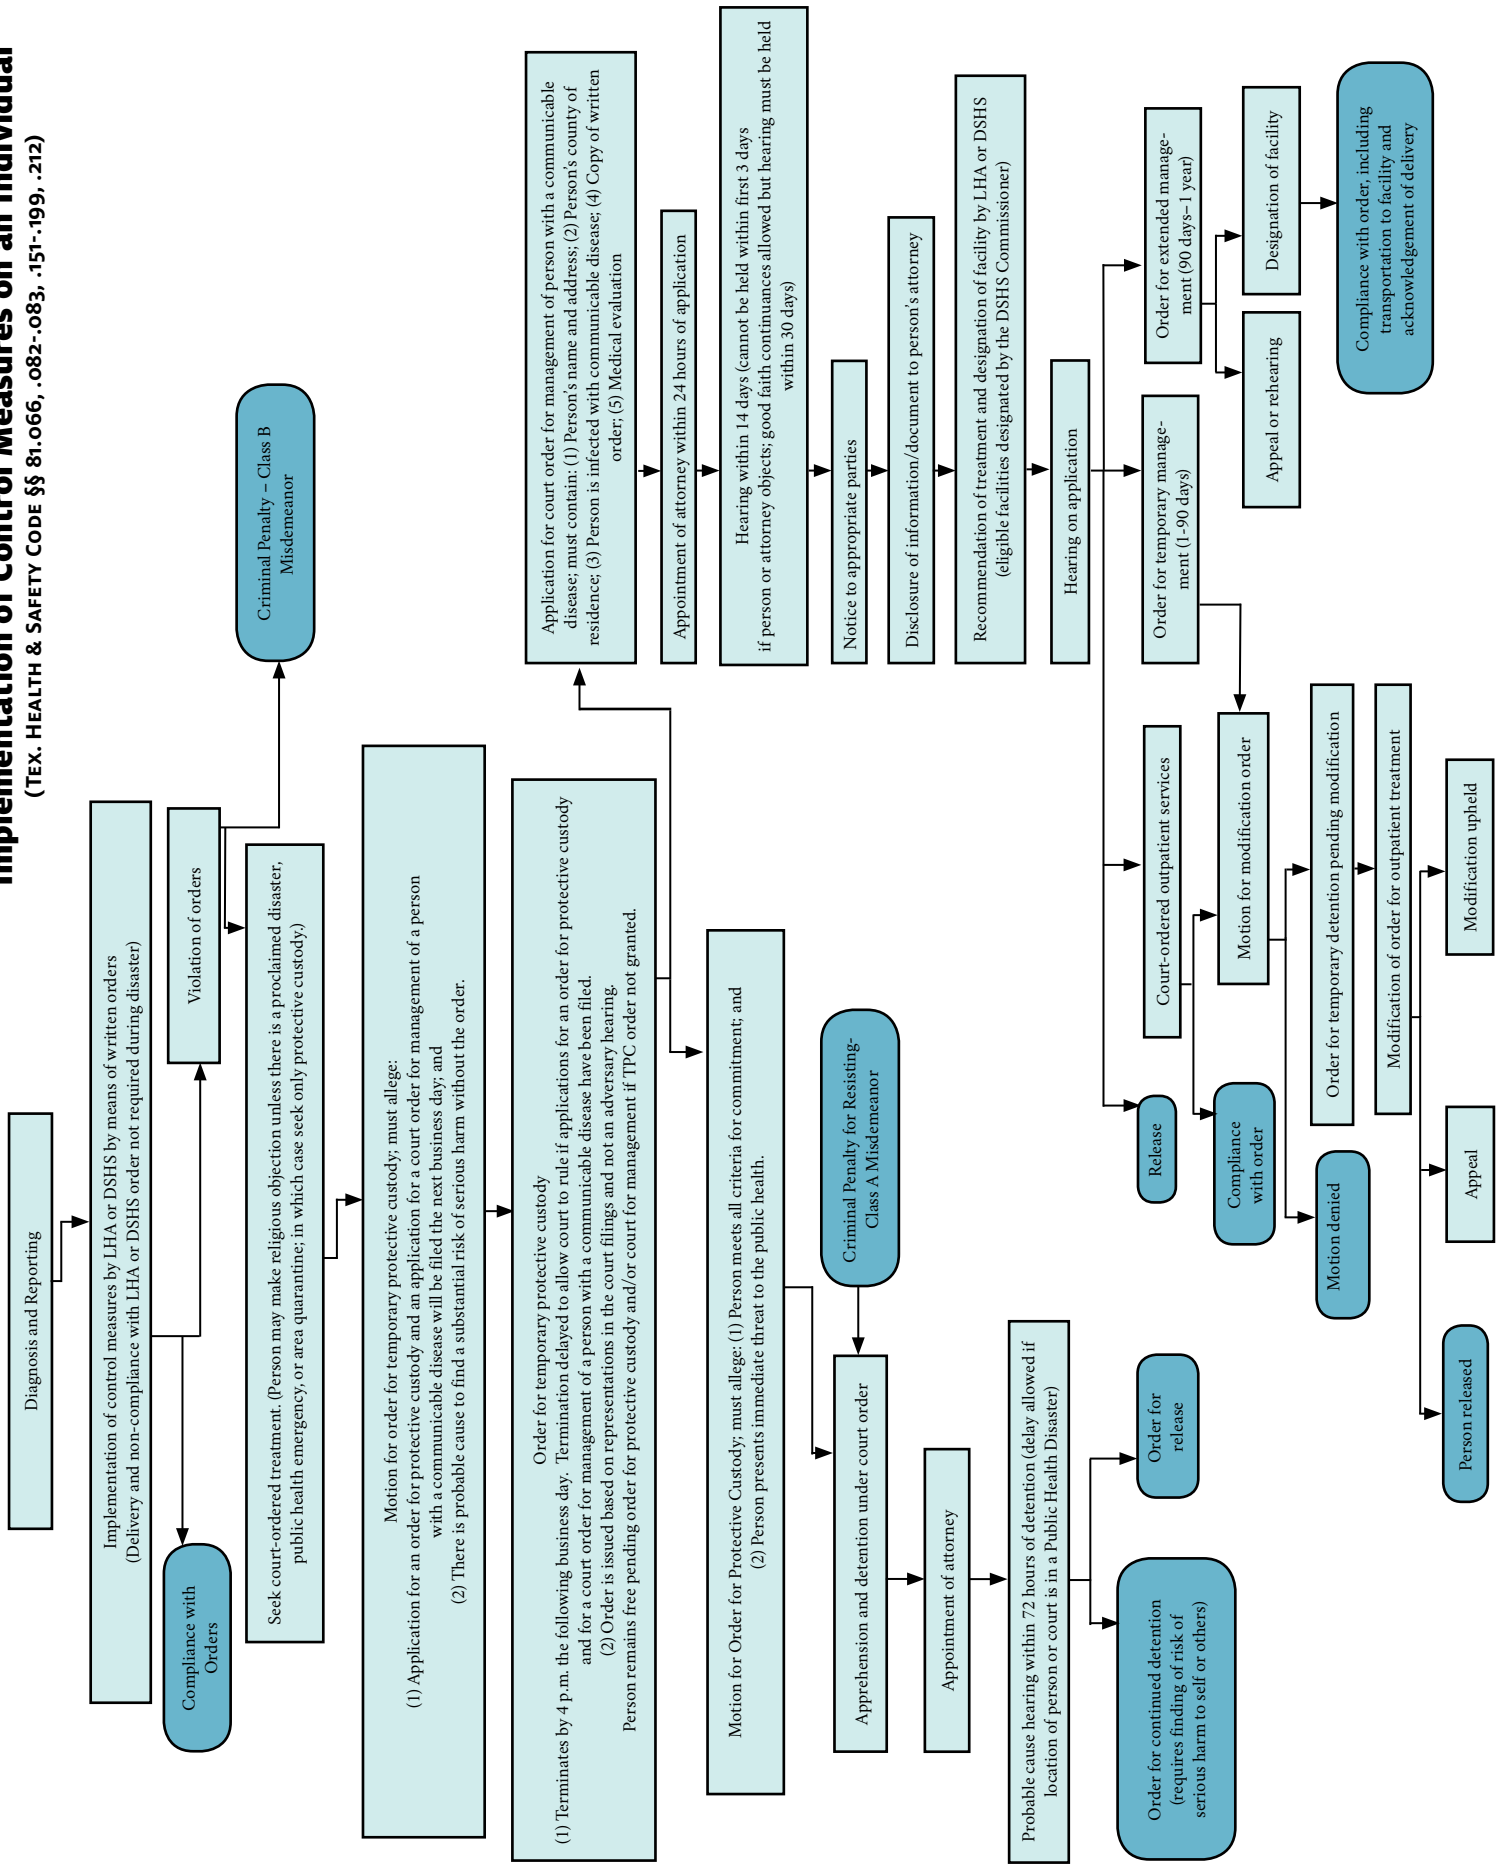 Implementation of Control Measures on an Individual
(Tex. Health & Safety Code §§ 81.066, .082-.083, .151-.199, .212)
Diagnosis and Reporting
Implementation of control measures by LHA or DSHS by means of written orders
(Delivery and non-compliance with LHA or DSHS order not required during disaster)
Compliance with
Orders
Violation of orders
Criminal Penalty – Class B
Misdemeanor
Seek court-ordered treatment. (Person may make religious objection unless there is a proclaimed disaster,
public health emergency, or area quarantine; in which case seek only protective custody.)
Motion for order for temporary protective custody; must allege:
(1) Application for an order for protective custody and an application for a court order for management of a person
with a communicable disease will be filed the next business day; and
(2) There is probable cause to find a substantial risk of serious harm without the order.
Order for temporary protective custody
(1) Terminates by 4 p.m. the following business day. Termination delayed to allow court to rule if applications for an order for protective custody
and for a court order for management of a person with a communicable disease have been filed.
(2) Order is issued based on representations in the court filings and not an adversary hearing.
Person remains free pending order for protective custody and/or court for management if TPC order not granted.
Motion for Order for Protective Custody; must allege: (1) Person meets all criteria for commitment; and
(2) Person presents immediate threat to the public health.
Criminal Penalty for Resisting-
Class A Misdemeanor
Apprehension and detention under court order
Appointment of attorney
Probable cause hearing within 72 hours of detention (delay allowed if
location of person or court is in a Public Health Disaster)
Order for continued detention
(requires finding of risk of
serious harm to self or others)
Order for
release
Application for court order for management of person with a communicable
disease; must contain: (1) Person's name and address; (2) Person's county of
residence; (3) Person is infected with communicable disease; (4) Copy of written
order; (5) Medical evaluation
Appointment of attorney within 24 hours of application
Hearing within 14 days (cannot be held within first 3 days
if person or attorney objects; good faith continuances allowed but hearing must be held
within 30 days)
Notice to appropriate parties
Disclosure of information/document to person's attorney
Recommendation of treatment and designation of facility by LHA or DSHS
(eligible facilities designated by the DSHS Commissioner)
Hearing on application
Release
Court-ordered outpatient services
Order for temporary manage-
ment (1-90 days)
Order for extended manage-
ment (90 days–1 year)
Compliance
with order
Motion for modification order
Appeal or rehearing
Designation of facility
Motion denied
Order for temporary detention pending modification
Compliance with order, including
transportation to facility and
acknowledgement of delivery
Modification of order for outpatient treatment
Person released
Appeal
Modification upheld